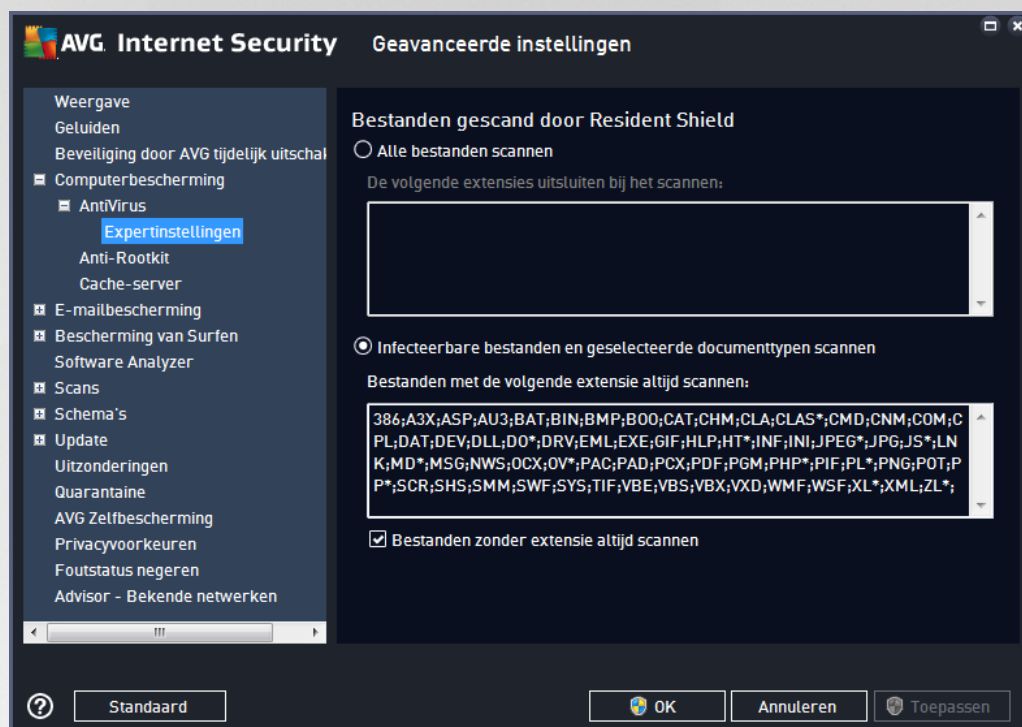 AVG. Internet Security
Geavanceerde instellingen
Weergave
Geluiden
Beveiliging door AVG tijdelijk uitschak
Computerbescherming
AntiVirus
Expertinstellingen
Anti-Rootkit
Cache-server
E-mailbescherming
Bescherming van Surfen
Software Analyzer
Scans
Schema's
Update
Uitzonderingen
Quarantaine
AVG Zelfbescherming
Privacyvoorkeuren
Foutstatus negeren
Advisor - Bekende netwerken
Bestanden gescand door Resident Shield
Alle bestanden scannen
De volgende extensies uitsluiten bij het scannen:
Infecteerbare bestanden en geselecteerde documenttypen scannen
Bestanden met de volgende extensie altijd scannen:
386;A3X;ASP;AU3;BAT;BIN;BMP;BOO;CAT;CHM;CLA;CLAS*;CMD;CNM;COM;C
PL;DAT;DEV;DLL;DO*;DRV;EML;EXE;GIF;HLP;HT*;INF;INI;JPEG*;JPG;JS*;LN
K;MD*;MSG;NWS;OCX;OV*;PAC;PAD;PCX;PDF;PGM;PHP*;PIF;PL*;PNG;POT;P
P*;SCR;SHS;SMM;SWF;SYS;TIF;VBE;VBS;VBX;VXD;WMF;WSF;XL*;XML;ZL*;
Bestanden zonder extensie altijd scannen
? Standaard
OK
Annuleren
Toepassen